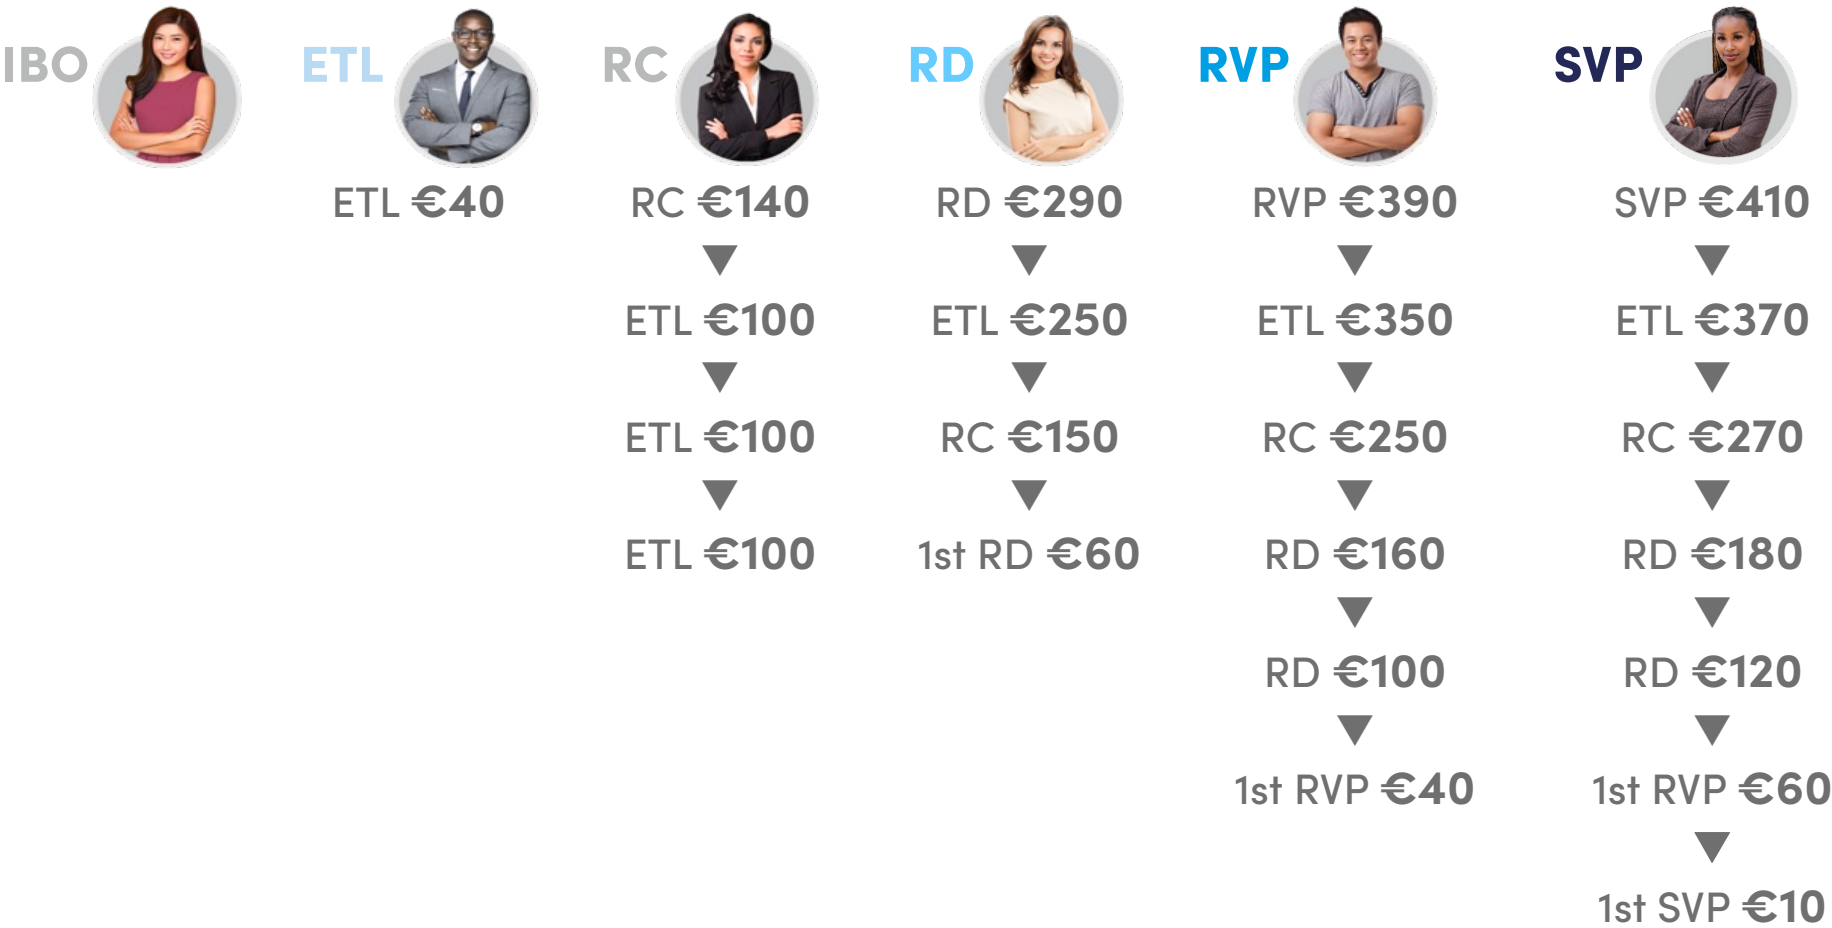 IBO ETL RC RD RVP SVP
ETL €40 RC €140 RD €290 RVP €390 SVP €410
ETL €100 ETL €250 ETL €350 ETL €370
ETL €100 RC €150 RC €250 RC €270
ETL €100 1st RD €60 RD €160 RD €180
RD €100 RD €120
1st RVP €40 1st RVP €60
1st SVP €10